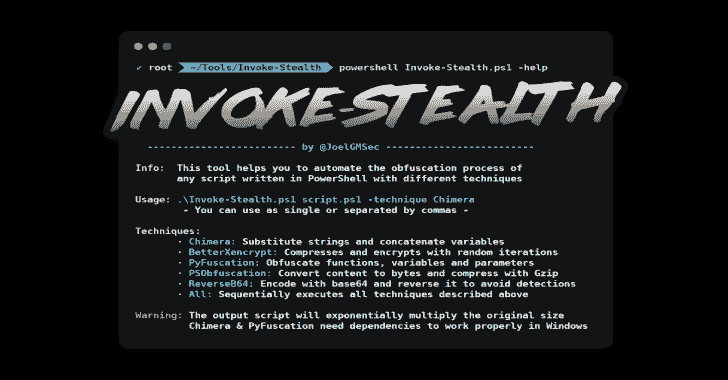 ✔ root ~/Tools/Invoke-Stealth powershell Invoke-Stealth.ps1 -help
INVOKE-STEALTH
------------------------ by @JoelGMSec ------------------------
Info: This tool helps you to automate the obfuscation process of
any script written in PowerShell with different techniques
Usage: .\Invoke-Stealth.ps1 script.ps1 -technique Chimera
- You can use as single or separated by commas -
Techniques:
· Chimera: Substitute strings and concatenate variables
· BetterXencrypt: Compresses and encrypts with random iterations
· PyFuscation: Obfuscate functions, variables and parameters
· PSObfuscation: Convert content to bytes and compress with Gzip
· ReverseB64: Encode with base64 and reverse it to avoid detections
· All: Sequentially executes all techniques described above
Warning: The output script will exponentially multiply the original size
Chimera & PyFuscation need dependencies to work properly in Windows